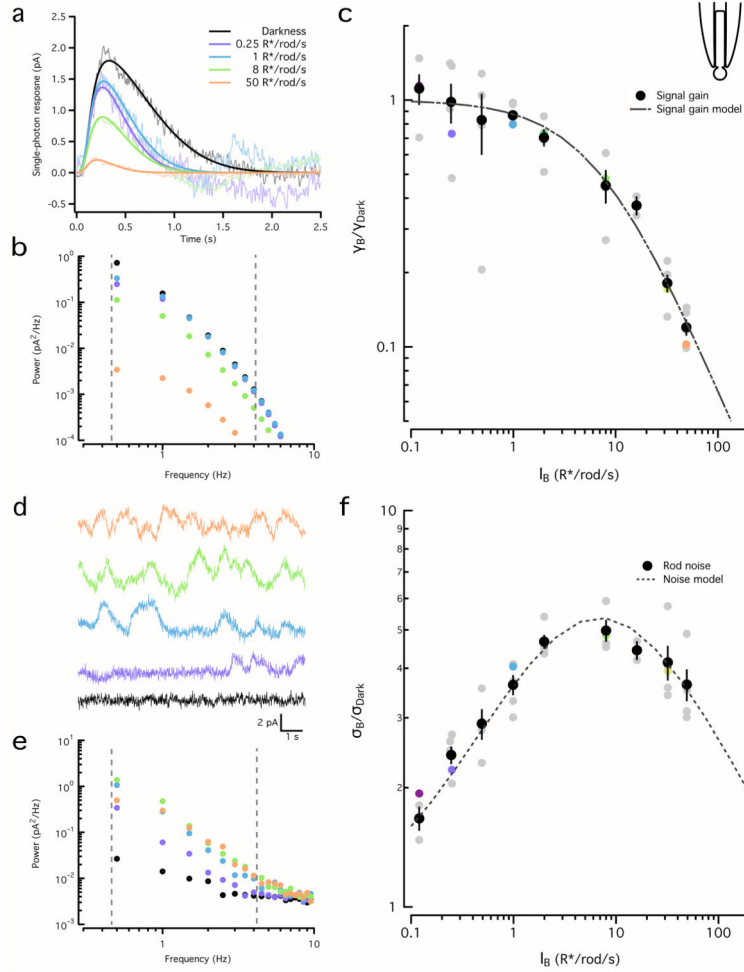 a
Darkness
0.25 R*/rod/s
1 R*/rod/s
8 R*/rod/s
50 R*/rod/s
Single-photon resposne (pA)
2.0
1.5
1.0
0.5
0.0
-0.5
0.0 0.5 1.0 1.5 2.0 2.5
Time (s)
b
Power (pA²/Hz)
10⁰
10⁻¹
10⁻²
10⁻³
10⁻⁴
1 10
Frequency (Hz)
c
Signal gain
Signal gain model
γB/γDark
1
0.1
0.1 1 10 100
IB (R*/rod/s)
d
2 pA
1 s
e
Power (pA²/Hz)
10¹
10⁰
10⁻¹
10⁻²
10⁻³
1 10
Frequency (Hz)
f
Rod noise
Noise model
σB/σDark
10
9
8
7
6
5
4
3
2
1
0.1 1 10 100
IB (R*/rod/s)